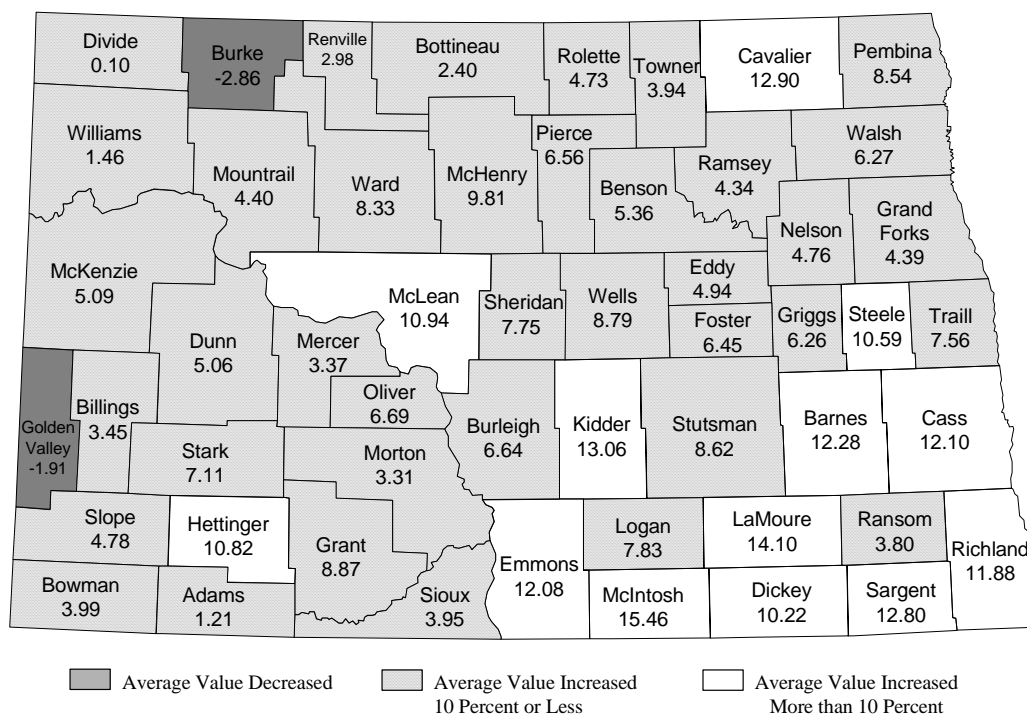 Divide
0.10
Burke
-2.86
Renville
2.98
Bottineau
2.40
Rolette
4.73
Towner
3.94
Cavalier
12.90
Pembina
8.54
Williams
1.46
Mountrail
4.40
Ward
8.33
McHenry
9.81
Pierce
6.56
Benson
5.36
Ramsey
4.34
Walsh
6.27
Nelson
4.76
Grand
Forks
4.39
McKenzie
5.09
Dunn
5.06
Mercer
3.37
McLean
10.94
Sheridan
7.75
Wells
8.79
Eddy
4.94
Foster
6.45
Griggs
6.26
Steele
10.59
Traill
7.56
Golden
Valley
-1.91
Billings
3.45
Stark
7.11
Oliver
6.69
Morton
3.31
Burleigh
6.64
Kidder
13.06
Stutsman
8.62
Barnes
12.28
Cass
12.10
Slope
4.78
Hettinger
10.82
Grant
8.87
Bowman
3.99
Adams
1.21
Sioux
3.95
Emmons
12.08
Logan
7.83
LaMoure
14.10
Ransom
3.80
Richland
11.88
McIntosh
15.46
Dickey
10.22
Sargent
12.80
Average Value Decreased
Average Value Increased
10 Percent or Less
Average Value Increased
More than 10 Percent